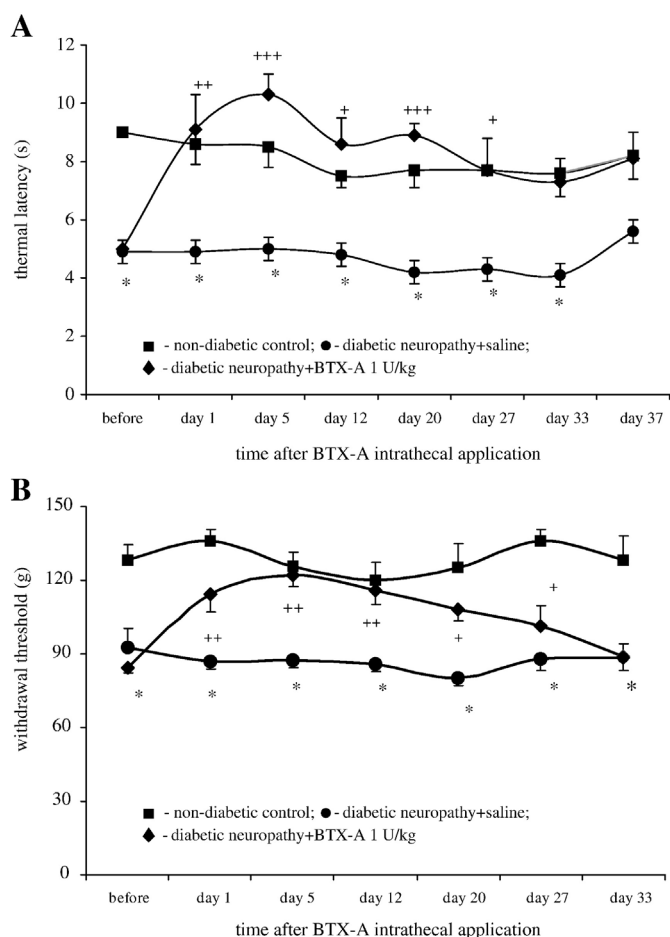 A
12
10
8
6
4
2
0
thermal latency (s)
++
+++
+
+++
+
* * * * * * *
■ - non-diabetic control; ● - diabetic neuropathy+saline;
◆ - diabetic neuropathy+BTX-A 1 U/kg
before day 1 day 5 day 12 day 20 day 27 day 33 day 37
time after BTX-A intrathecal application
B
150
120
90
60
30
0
withdrawal threshold (g)
++
++
++
+
+
* * * * * * *
■ - non-diabetic control; ● - diabetic neuropathy+saline;
◆ - diabetic neuropathy+BTX-A 1 U/kg
before day 1 day 5 day 12 day 20 day 27 day 33
time after BTX-A intrathecal application